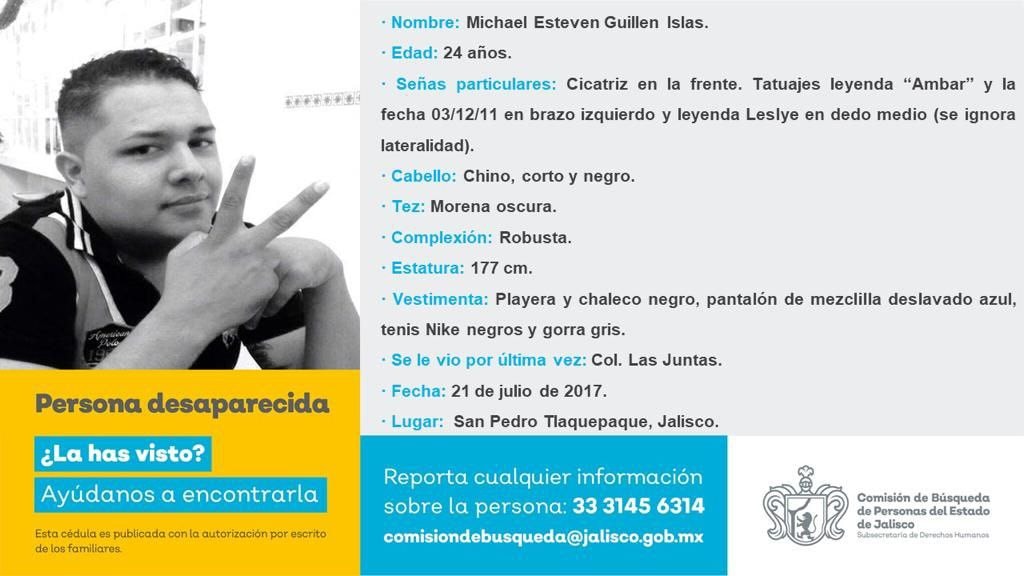 · Nombre: Michael Esteven Guillen Islas.
· Edad: 24 años.
· Señas particulares: Cicatriz en la frente. Tatuajes leyenda “Ambar” y la
fecha 03/12/11 en brazo izquierdo y leyenda Leslye en dedo medio (se ignora
lateralidad).
· Cabello: Chino, corto y negro.
· Tez: Morena oscura.
· Complexión: Robusta.
· Estatura: 177 cm.
· Vestimenta: Playera y chaleco negro, pantalón de mezclilla deslavado azul,
tenis Nike negros y gorra gris.
· Se le vio por última vez: Col. Las Juntas.
· Fecha: 21 de julio de 2017.
· Lugar: San Pedro Tlaquepaque, Jalisco.
American
Polo
Persona desaparecida
¿La has visto?
Ayúdanos a encontrarla
Esta cédula es publicada con la autorización por escrito
de los familiares.
Reporta cualquier información
sobre la persona: 33 3145 6314
comisiondebusqueda@jalisco.gob.mx
Comisión de Búsqueda
de Personas del Estado
de Jalisco
Subsecretaría de Derechos Humanos